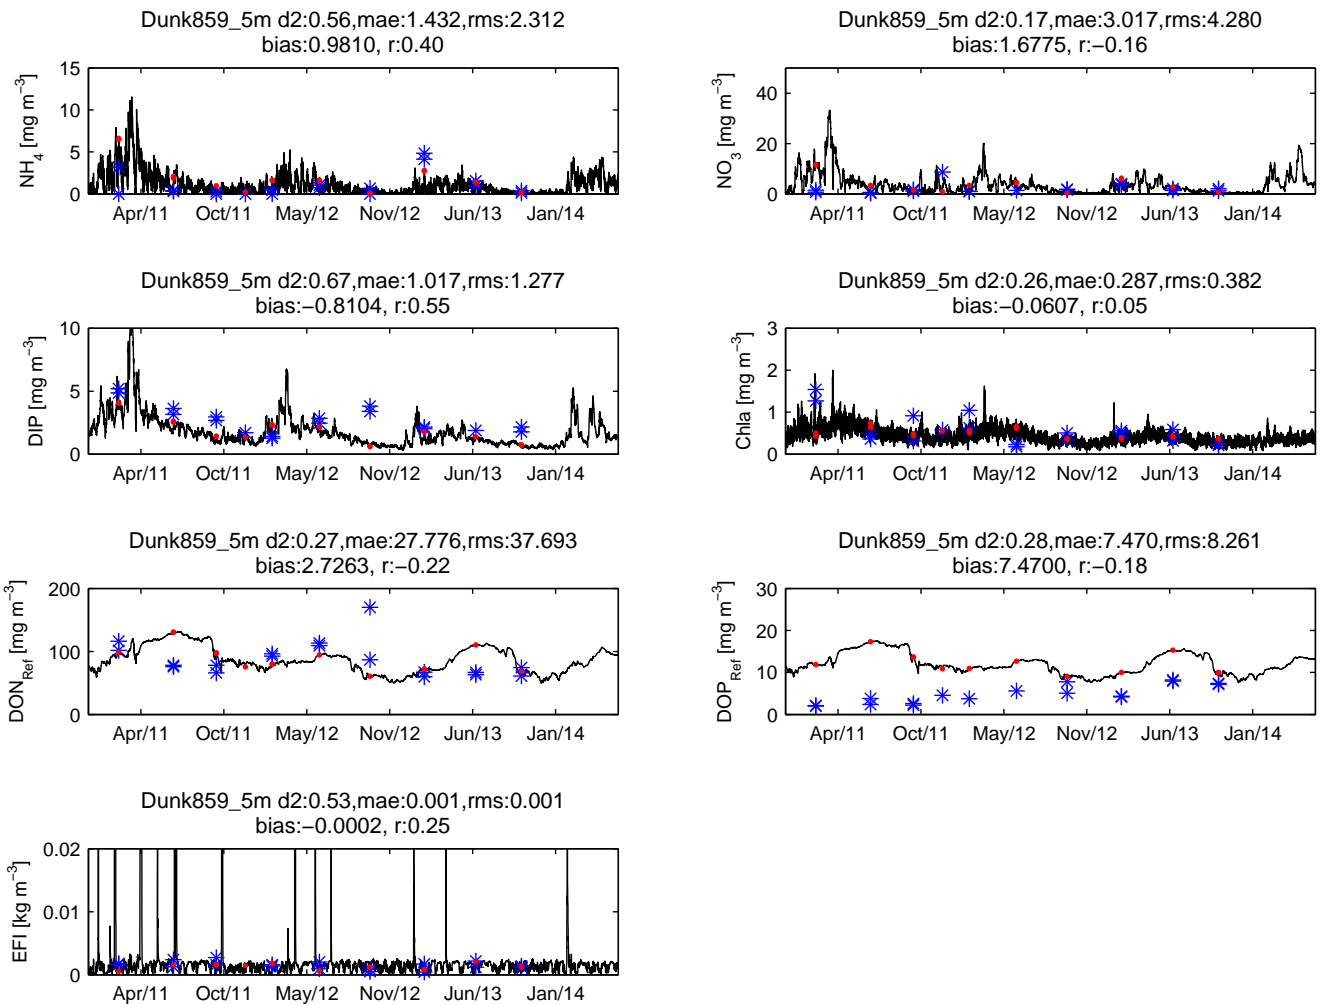 Dunk859_5m d2:0.56,mae:1.432,rms:2.312
bias:0.9810, r:0.40
NH4 [mg m−3]
15
10
5
0
Apr/11 Oct/11 May/12 Nov/12 Jun/13 Jan/14
Dunk859_5m d2:0.17,mae:3.017,rms:4.280
bias:1.6775, r:−0.16
NO3 [mg m−3]
40
20
0
Apr/11 Oct/11 May/12 Nov/12 Jun/13 Jan/14
Dunk859_5m d2:0.67,mae:1.017,rms:1.277
bias:−0.8104, r:0.55
DIP [mg m−3]
10
5
0
Apr/11 Oct/11 May/12 Nov/12 Jun/13 Jan/14
Dunk859_5m d2:0.26,mae:0.287,rms:0.382
bias:−0.0607, r:0.05
Chla [mg m−3]
3
2
1
0
Apr/11 Oct/11 May/12 Nov/12 Jun/13 Jan/14
Dunk859_5m d2:0.27,mae:27.776,rms:37.693
bias:2.7263, r:−0.22
DONRef [mg m−3]
200
100
0
Apr/11 Oct/11 May/12 Nov/12 Jun/13 Jan/14
Dunk859_5m d2:0.28,mae:7.470,rms:8.261
bias:7.4700, r:−0.18
DOPRef [mg m−3]
30
20
10
0
Apr/11 Oct/11 May/12 Nov/12 Jun/13 Jan/14
Dunk859_5m d2:0.53,mae:0.001,rms:0.001
bias:−0.0002, r:0.25
EFI [kg m−3]
0.02
0.01
0
Apr/11 Oct/11 May/12 Nov/12 Jun/13 Jan/14